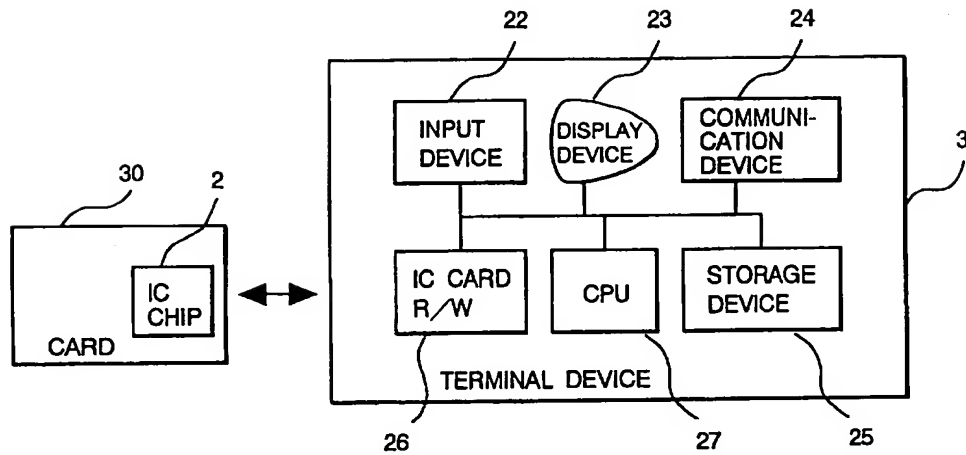 22
23
24
INPUT
DEVICE
DISPLAY
DEVICE
COMMUNI-
CATION
DEVICE
3
30
2
IC
CHIP
CARD
IC CARD
R/W
CPU
STORAGE
DEVICE
TERMINAL DEVICE
26
27
25